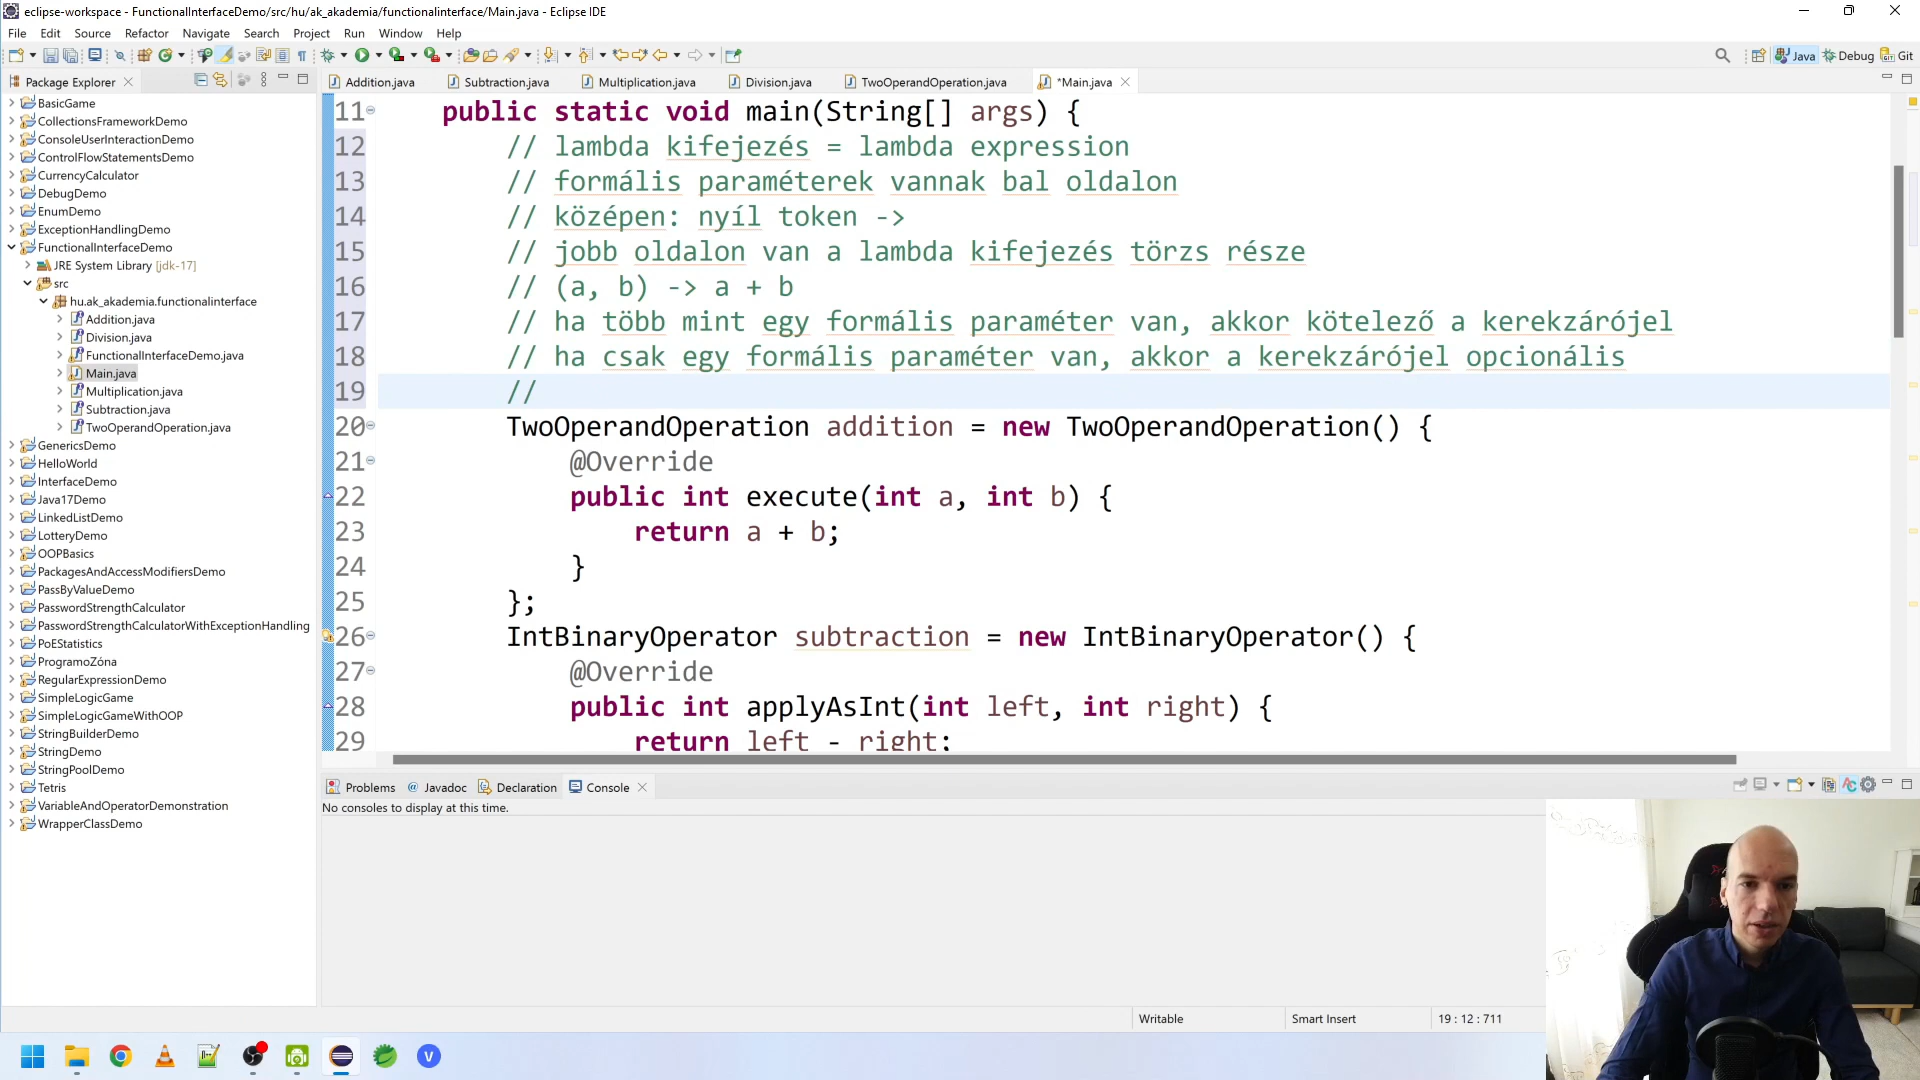 eclipse-workspace - FunctionalInterfaceDemo/src/hu/ak_akademia/functionalinterface/Main.java - Eclipse IDE
File Edit Source Refactor Navigate Search Project Run Window Help
Java Debug Git
Package Explorer
BasicGame
CollectionsFrameworkDemo
ConsoleUserInteractionDemo
ControlFlowStatementsDemo
CurrencyCalculator
DebugDemo
EnumDemo
ExceptionHandlingDemo
FunctionalInterfaceDemo
JRE System Library [jdk-17]
src
hu.ak_akademia.functionalinterface
Addition.java
Division.java
FunctionalInterfaceDemo.java
Main.java
Multiplication.java
Subtraction.java
TwoOperandOperation.java
GenericsDemo
HelloWorld
InterfaceDemo
Java17Demo
LinkedListDemo
LotteryDemo
OOPBasics
PackagesAndAccessModifiersDemo
PassByValueDemo
PasswordStrengthCalculator
PasswordStrengthCalculatorWithExceptionHandling
PoEStatistics
ProgramoZóna
RegularExpressionDemo
SimpleLogicGame
SimpleLogicGameWithOOP
StringBuilderDemo
StringDemo
StringPoolDemo
Tetris
VariableAndOperatorDemonstration
WrapperClassDemo
Addition.java Subtraction.java Multiplication.java Division.java TwoOperandOperation.java *Main.java
11 public static void main(String[] args) {
12 // lambda kifejezés = lambda expression
13 // formális paraméterek vannak bal oldalon
14 // középen: nyíl token ->
15 // jobb oldalon van a lambda kifejezés törzs része
16 // (a, b) -> a + b
17 // ha több mint egy formális paraméter van, akkor kötelező a kerekzárójel
18 // ha csak egy formális paraméter van, akkor a kerekzárójel opcionális
19 //
20 TwoOperandOperation addition = new TwoOperandOperation() {
21 @Override
22 public int execute(int a, int b) {
23 return a + b;
24 }
25 };
26 IntBinaryOperator subtraction = new IntBinaryOperator() {
27 @Override
28 public int applyAsInt(int left, int right) {
29 return left - right;
Problems Javadoc Declaration Console
No consoles to display at this time.
Writable Smart Insert 19 : 12 : 711